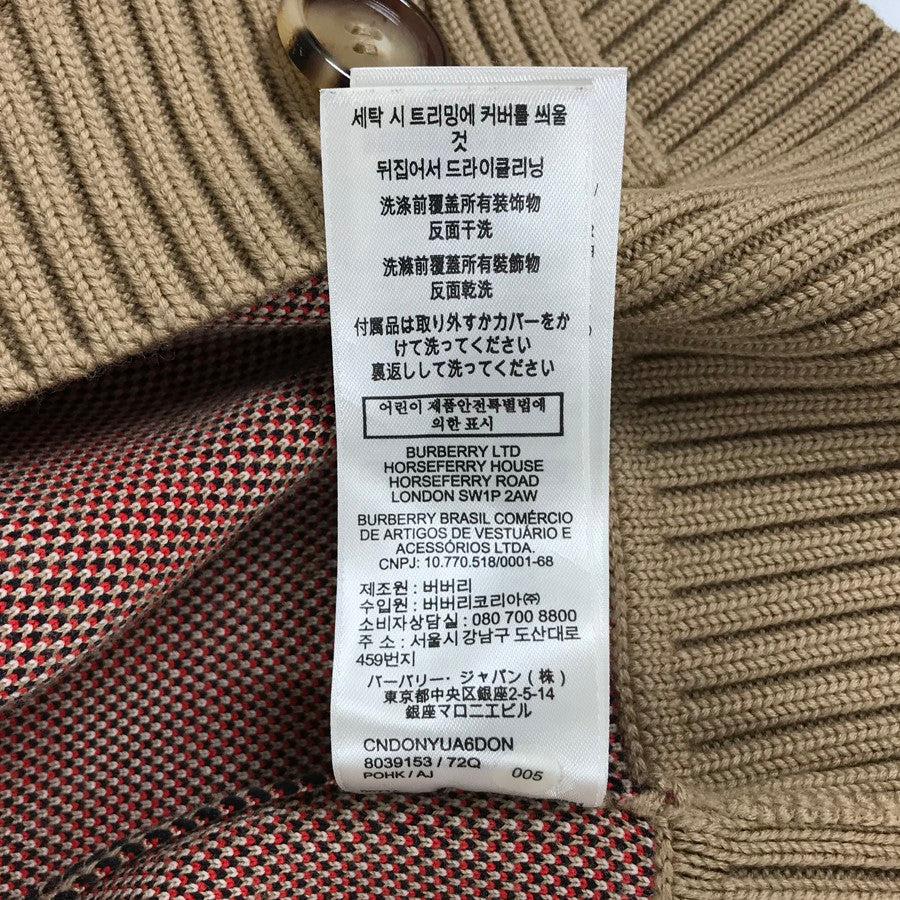 세탁 시 트리밍에 커버를 씌울
것
뒤집어서 드라이클리닝
洗涤前覆盖所有装饰物
反面干洗
洗滌前覆蓋所有裝飾物
反面乾洗
付属品は取り外すかカバーをか
けて洗ってください
裏返しして洗ってください
어린이 제품안전특별법에
의한 표시
BURBERRY LTD
HORSEFERRY HOUSE
HORSEFERRY ROAD
LONDON SW1P 2AW
BURBERRY BRASIL COMÉRCIO
DE ARTIGOS DE VESTUÁRIO E
ACESSÓRIOS LTDA.
CNPJ: 10.770.518/0001-68
제조원 : 버버리
수입원 : 버버리코리아㈜
소비자상담실 : 080 700 8800
주 소 : 서울시 강남구 도산대로
459번지
バーバリー・ジャパン(株)
東京都中央区銀座2-5-14
銀座マロニエビル
CNDONYUA6DON
8039153 / 72Q
POHK / AJ
005